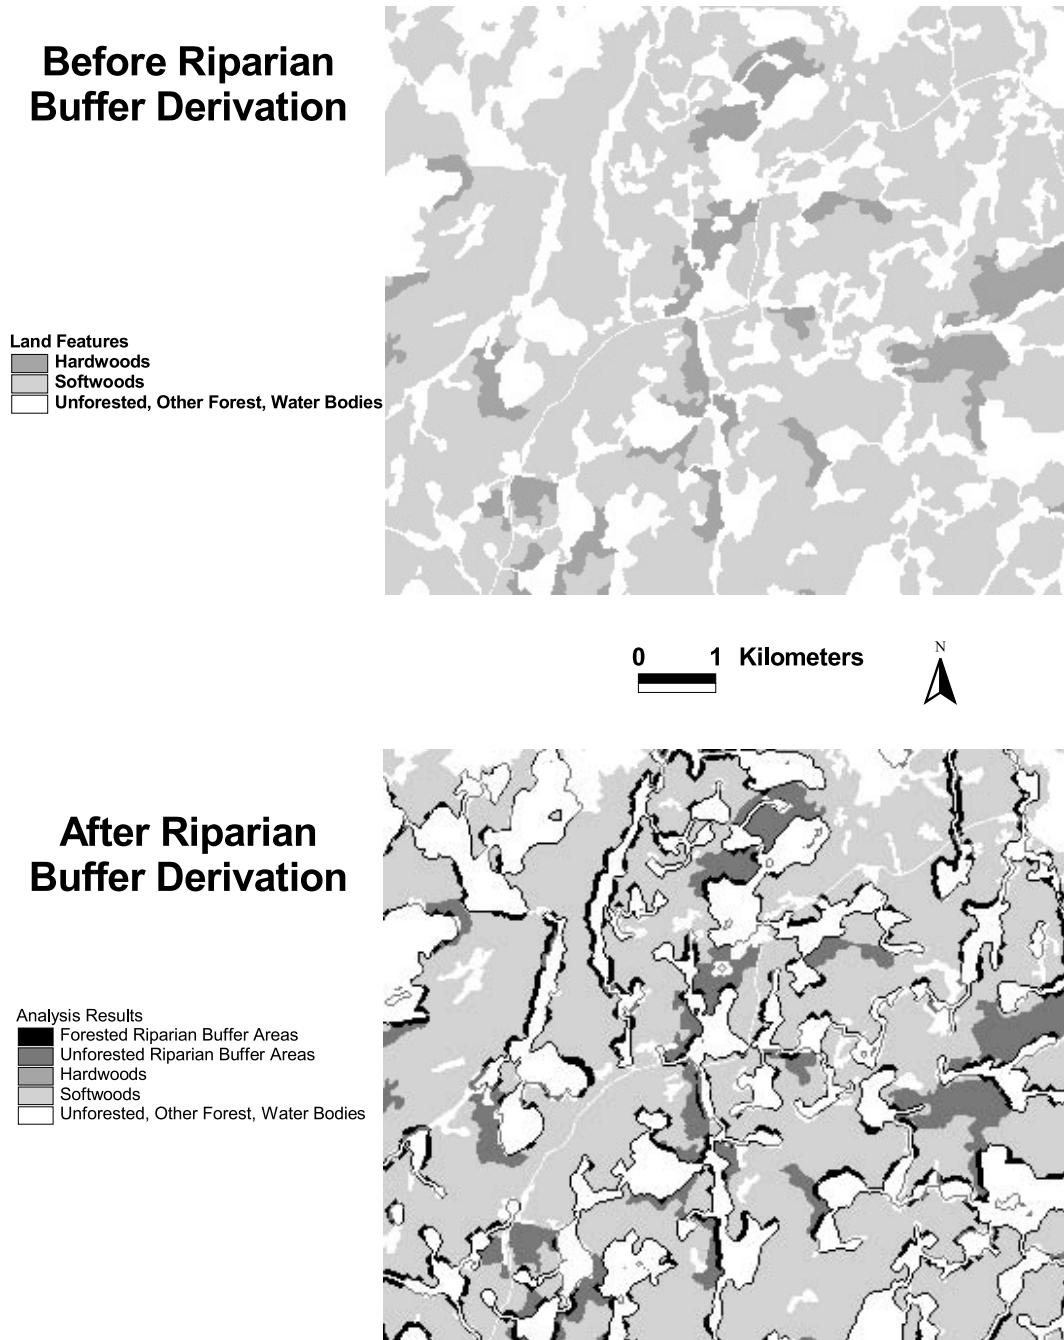 Before Riparian
Buffer Derivation
Land Features
Hardwoods
Softwoods
Unforested, Other Forest, Water Bodies
0 1 Kilometers
N
After Riparian
Buffer Derivation
Analysis Results
Forested Riparian Buffer Areas
Unforested Riparian Buffer Areas
Hardwoods
Softwoods
Unforested, Other Forest, Water Bodies